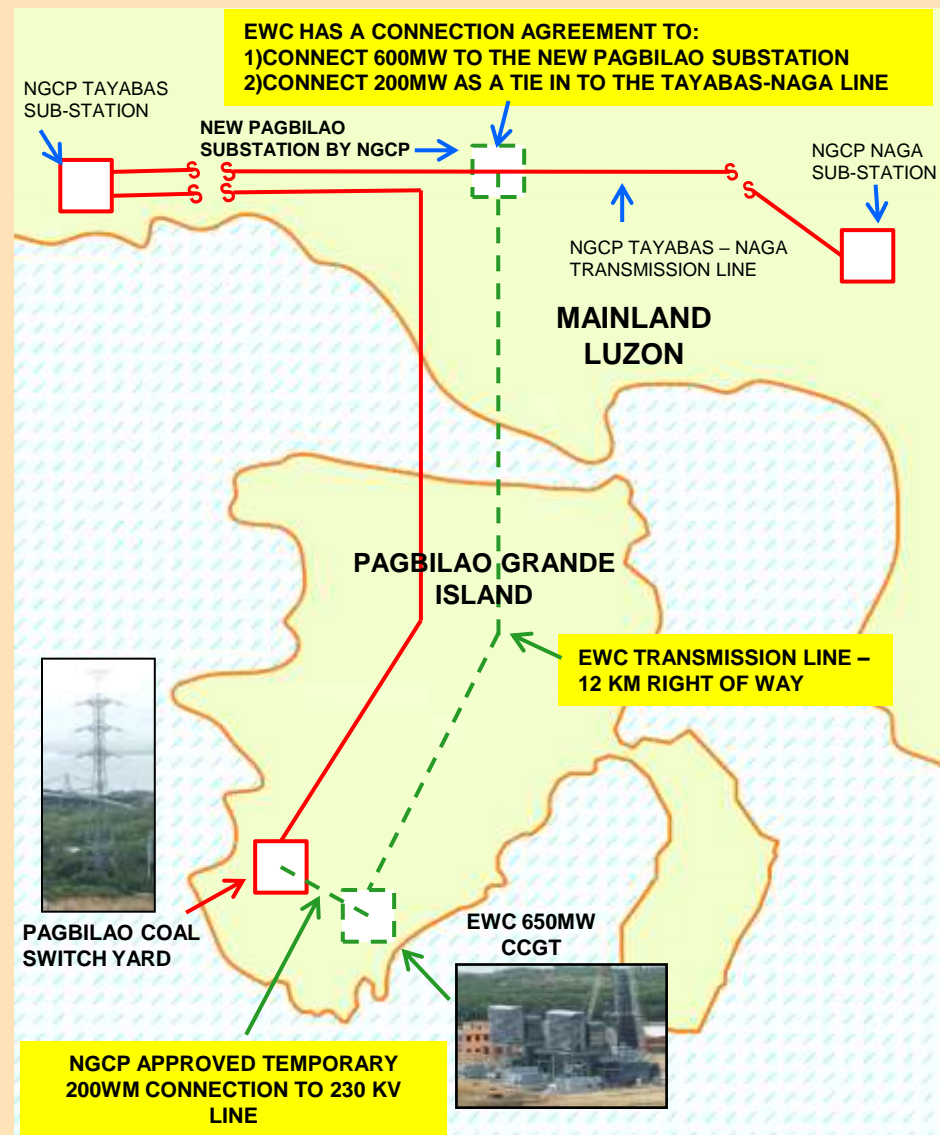 EWC HAS A CONNECTION AGREEMENT TO:
1)CONNECT 600MW TO THE NEW PAGBILAO SUBSTATION
2)CONNECT 200MW AS A TIE IN TO THE TAYABAS-NAGA LINE
NGCP TAYABAS
SUB-STATION
NEW PAGBILAO
SUBSTATION BY NGCP
NGCP NAGA
SUB-STATION
S S
S S
S
S
NGCP TAYABAS – NAGA
TRANSMISSION LINE
MAINLAND
LUZON
PAGBILAO GRANDE
ISLAND
EWC TRANSMISSION LINE –
12 KM RIGHT OF WAY
PAGBILAO COAL
SWITCH YARD
EWC 650MW
CCGT
NGCP APPROVED TEMPORARY
200WM CONNECTION TO 230 KV
LINE